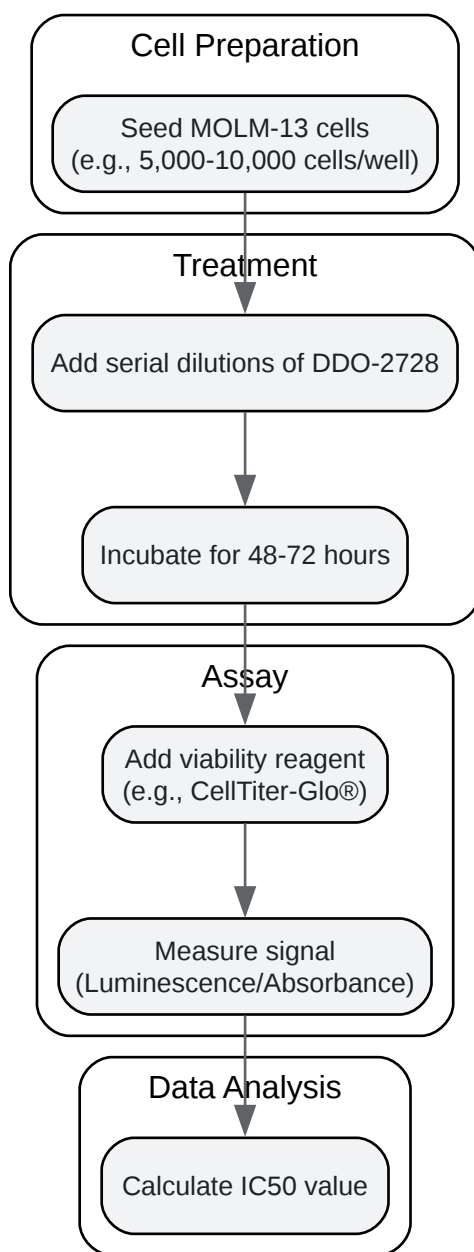 Cell Preparation
Seed MOLM-13 cells
(e.g., 5,000-10,000 cells/well)
Treatment
Add serial dilutions of DDO-2728
Incubate for 48-72 hours
Assay
Add viability reagent
(e.g., CellTiter-Glo®)
Measure signal
(Luminescence/Absorbance)
Data Analysis
Calculate IC50 value